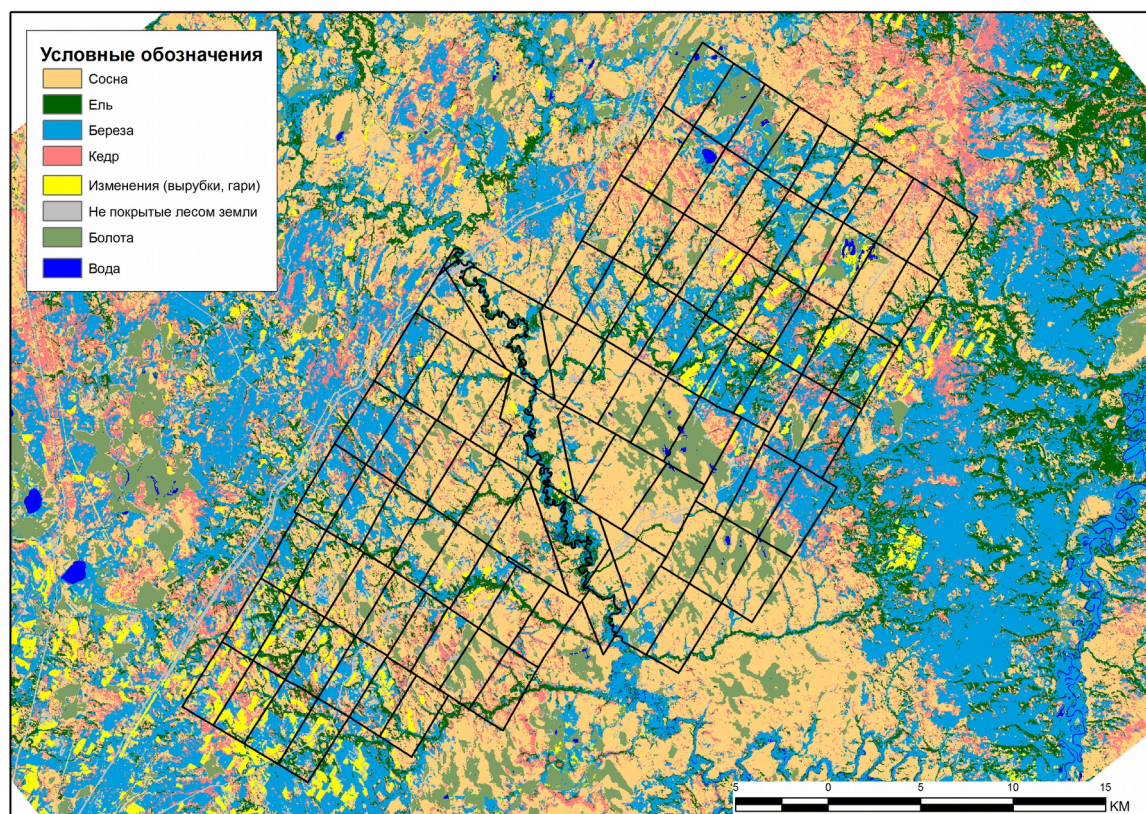 Условные обозначения
Сосна
Ель
Береза
Кедр
Изменения (вырубки, гари)
Не покрытые лесом земли
Болота
Вода
5 0 5 10 15
KM